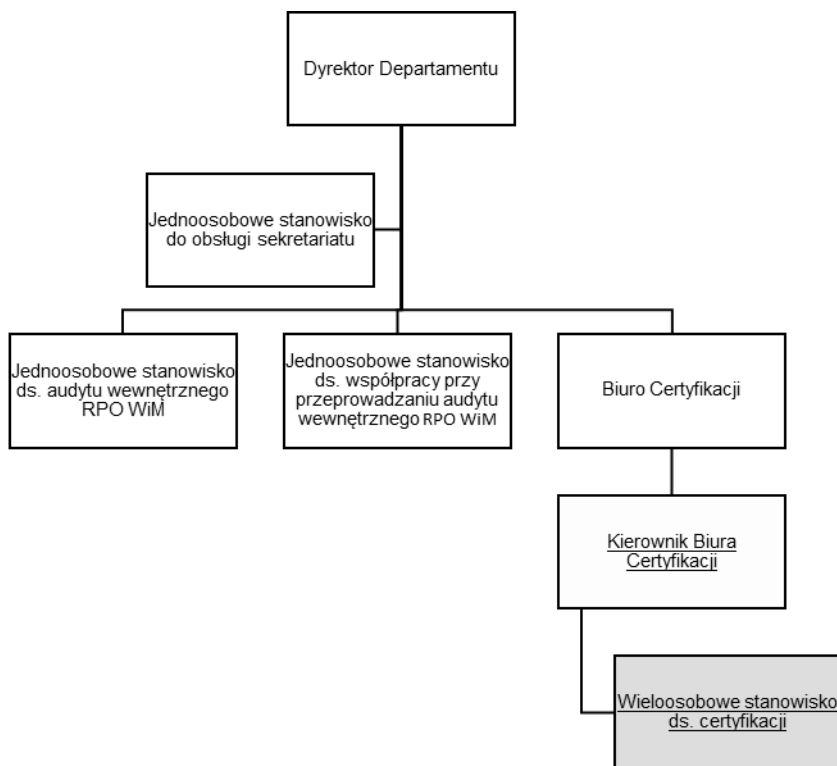 Dyrektor Departamentu
Jednoosobowe stanowisko
do obsługi sekretariatu
Jednoosobowe stanowisko
ds. audytu wewnętrznego
RPO WiM
Jednoosobowe stanowisko
ds. współpracy przy
przeprowadzaniu audytu
wewnętrznego RPO WiM
Biuro Certyfikacji
Kierownik Biura
Certyfikacji
Wieloosobowe stanowisko
ds. certyfikacji